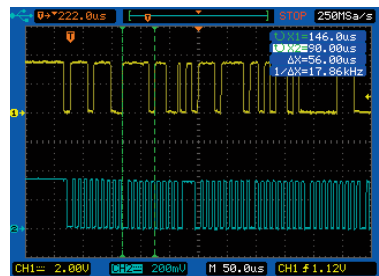 222.0us STOP 250MSa/s
X1=146.0us
X2=90.00us
ΔX=56.00us
1/ΔX=17.86kHz
1
2
CH1 2.00V CH2 200mV M 50.0us CH1 1.12V